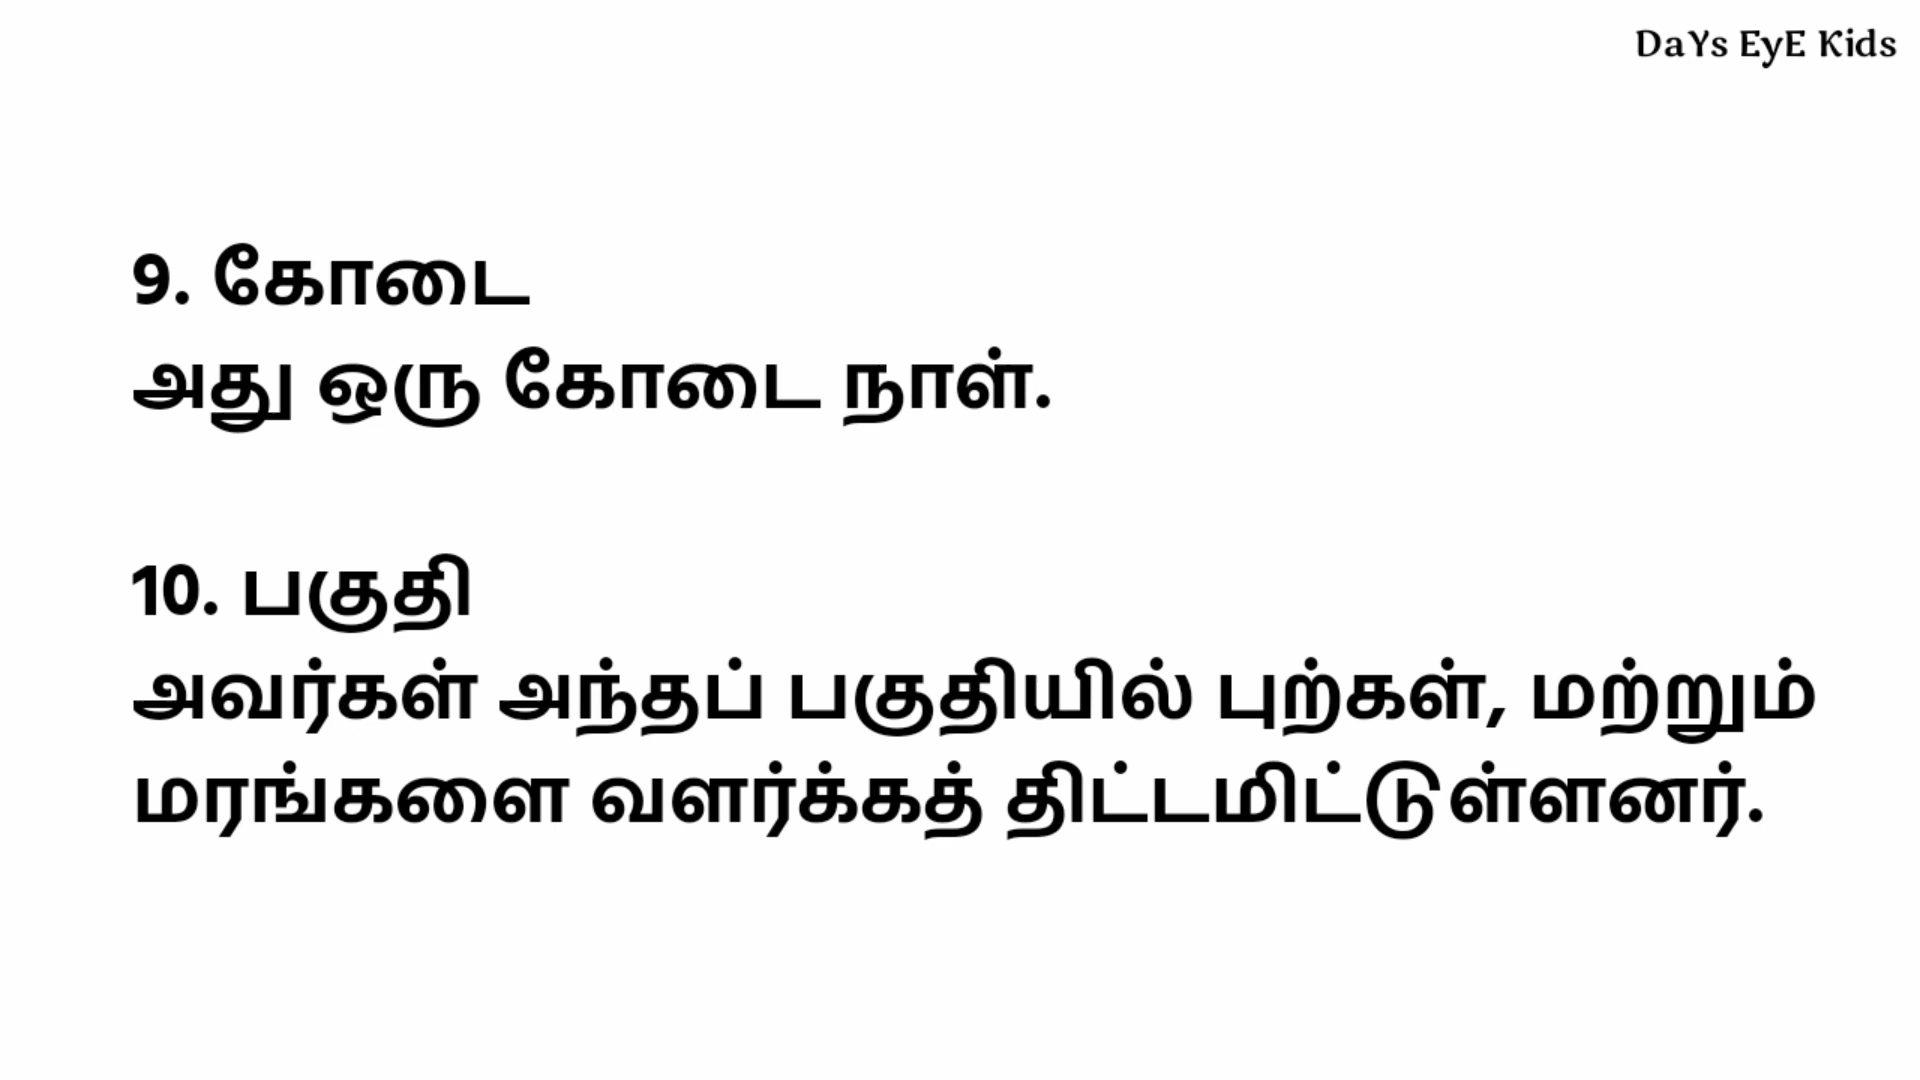 DaYs EyE Kids
9. கோடை
அது ஒரு கோடை நாள்.
10. பகுதி
அவர்கள் அந்தப் பகுதியில் புற்கள், மற்றும்
மரங்களை வளர்க்கத் திட்டமிட்டுள்ளனர்.